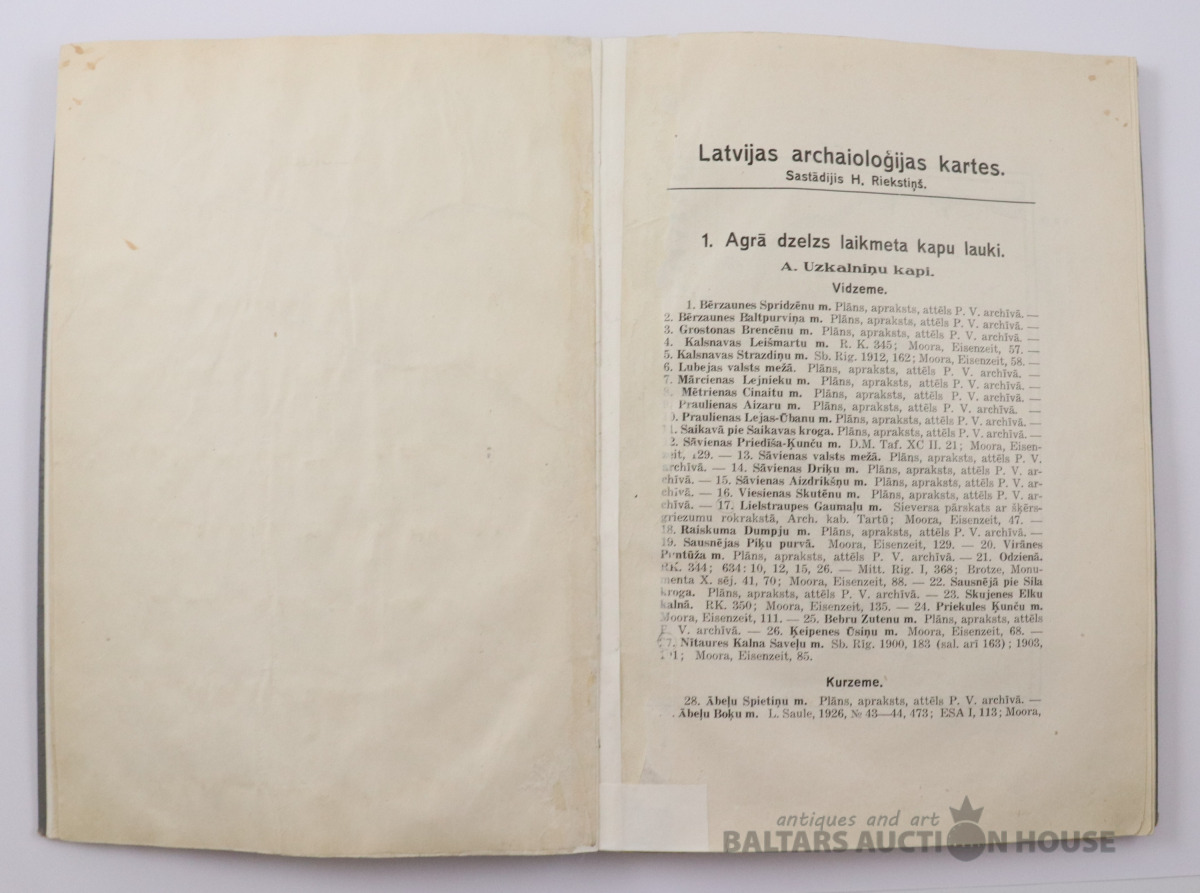 Latvijas archaioloģijas kartes.
Sastādijis H. Riekstiņš.
1. Agrā dzelzs laikmeta kapu lauki.
A. Uzkalniņu kapi.
Vidzeme.
1. Bērzaunes Spridzēnu m. Plāns, apraksts, attēls P. V. archīvā. —
2. Bērzaunes Baltpurviņa m. Plāns, apraksts, attēls P. V. archīvā. —
3. Grostonas Brencēnu m. Plāns, apraksts, attēls P. V. archīvā. —
4. Kalsnavas Leišmartu m. R. K. 345; Moora, Eisenzeit, 57. —
5. Kalsnavas Strazdiņu m. Sb. Rig. 1912, 162; Moora, Eisenzeit, 58. —
6. Lubejas valsts mežā. Plāns, apraksts, attēls P. V. archīvā. —
7. Mārcienas Lejnieku m. Plāns, apraksts, attēls P. V. archīvā. —
Mētrienas Cinaitu m. Plāns, apraksts, attēls P. V. archīvā. —
Praulienas Aizaru m. Plāns, apraksts, attēls P. V. archīvā. —
0. Praulienas Lejas-Ūbanu m. Plāns, apraksts, attēls P. V. archīvā. —
1. Saikavā pie Saikavas kroga. Plāns, apraksts, attēls P. V. archīvā. —
2. Sāvienas Priedīša-Ķunču m. D.M. Taf. XC II. 21; Moora, Eisen-
zeit, 129. — 13. Sāvienas valsts mežā. Plāns, apraksts, attēls P. V.
archīvā. — 14. Sāvienas Driķu m. Plāns, apraksts, attēls P. V. ar-
chīvā. — 15. Sāvienas Aizdrikšņu m. Plāns, apraksts, attēls P. V. ar-
chīvā. — 16. Viesienas Skutēnu m. Plāns, apraksts, attēls P. V. ar-
chīvā. — 17. Lielstraupes Gaumaļu m. Sieversa pārskats ar šķērs-
griezumu rokrakstā, Arch. kab. Tartū; Moora, Eisenzeit, 47. —
18. Raiskuma Dumpju m. Plāns, apraksts, attēls P. V. archīvā. —
19. Sausnējas Piķu purvā. Moora, Eisenzeit, 129. — 20. Virānes
Pentūža m. Plāns, apraksts, attēls P. V. archīvā. — 21. Odzienā.
RK. 344; 634: 10, 12, 15, 26. — Mitt. Rig. I, 368; Brotze, Monu-
menta X. sēj. 41, 70; Moora, Eisenzeit, 88. — 22. Sausnējā pie Sila
kroga. Plāns, apraksts, attēls P. V. archīvā. — 23. Skujenes Elku
kalnā. RK. 350; Moora, Eisenzeit, 135. — 24. Priekules Ķunču m.
Moora, Eisenzeit, 111. — 25. Bebru Zutenu m. Plāns, apraksts, attēls
P. V. archīvā. — 26. Ķeipenes Ūsiņu m. Moora, Eisenzeit, 68. —
27. Nītaures Kalna Saveļu m. Sb. Rig. 1900, 183 (sal. arī 163); 1903,
Moora, Eisenzeit, 85.
Kurzeme.
28. Ābeļu Spietiņu m. Plāns, apraksts, attēls P. V. archīvā. —
Ābeļu Boķu m. L. Saule, 1926, № 43—44, 473; ESA I, 113; Moora,
antiques and art
BALTARS AUCTION HOUSE